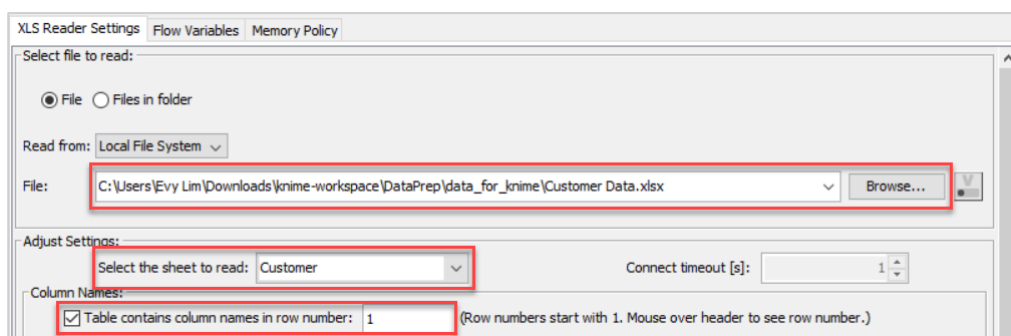 XLS Reader Settings Flow Variables Memory Policy
Select file to read:
File Files in folder
Read from: Local File System
File: C:\Users\Evy Lim\Downloads\knime-workspace\DataPrep\data_for_knime\Customer Data.xlsx Browse... V
Adjust Settings:
Select the sheet to read: Customer Connect timeout [s]: 1
Column Names:
Table contains column names in row number: 1 (Row numbers start with 1. Mouse over header to see row number.)